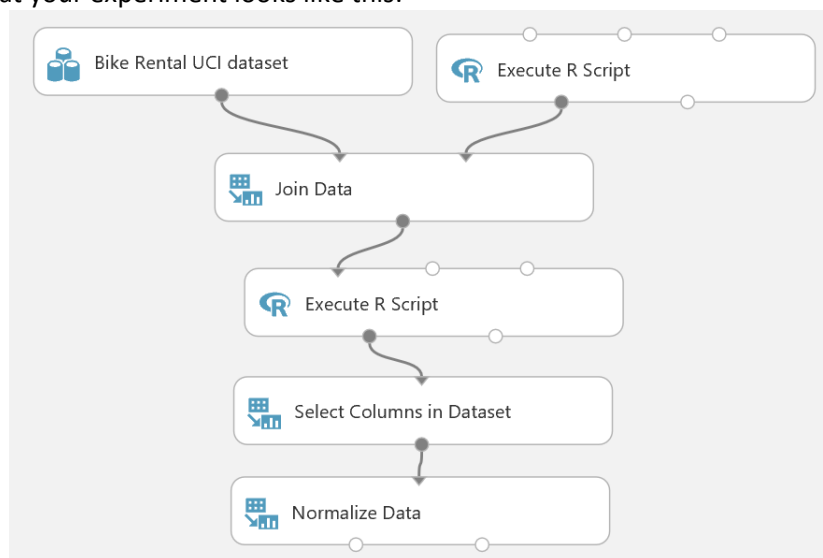 at your experiment looks like this:
Bike Rental UCI dataset
Execute R Script
Join Data
Execute R Script
Select Columns in Dataset
Normalize Data